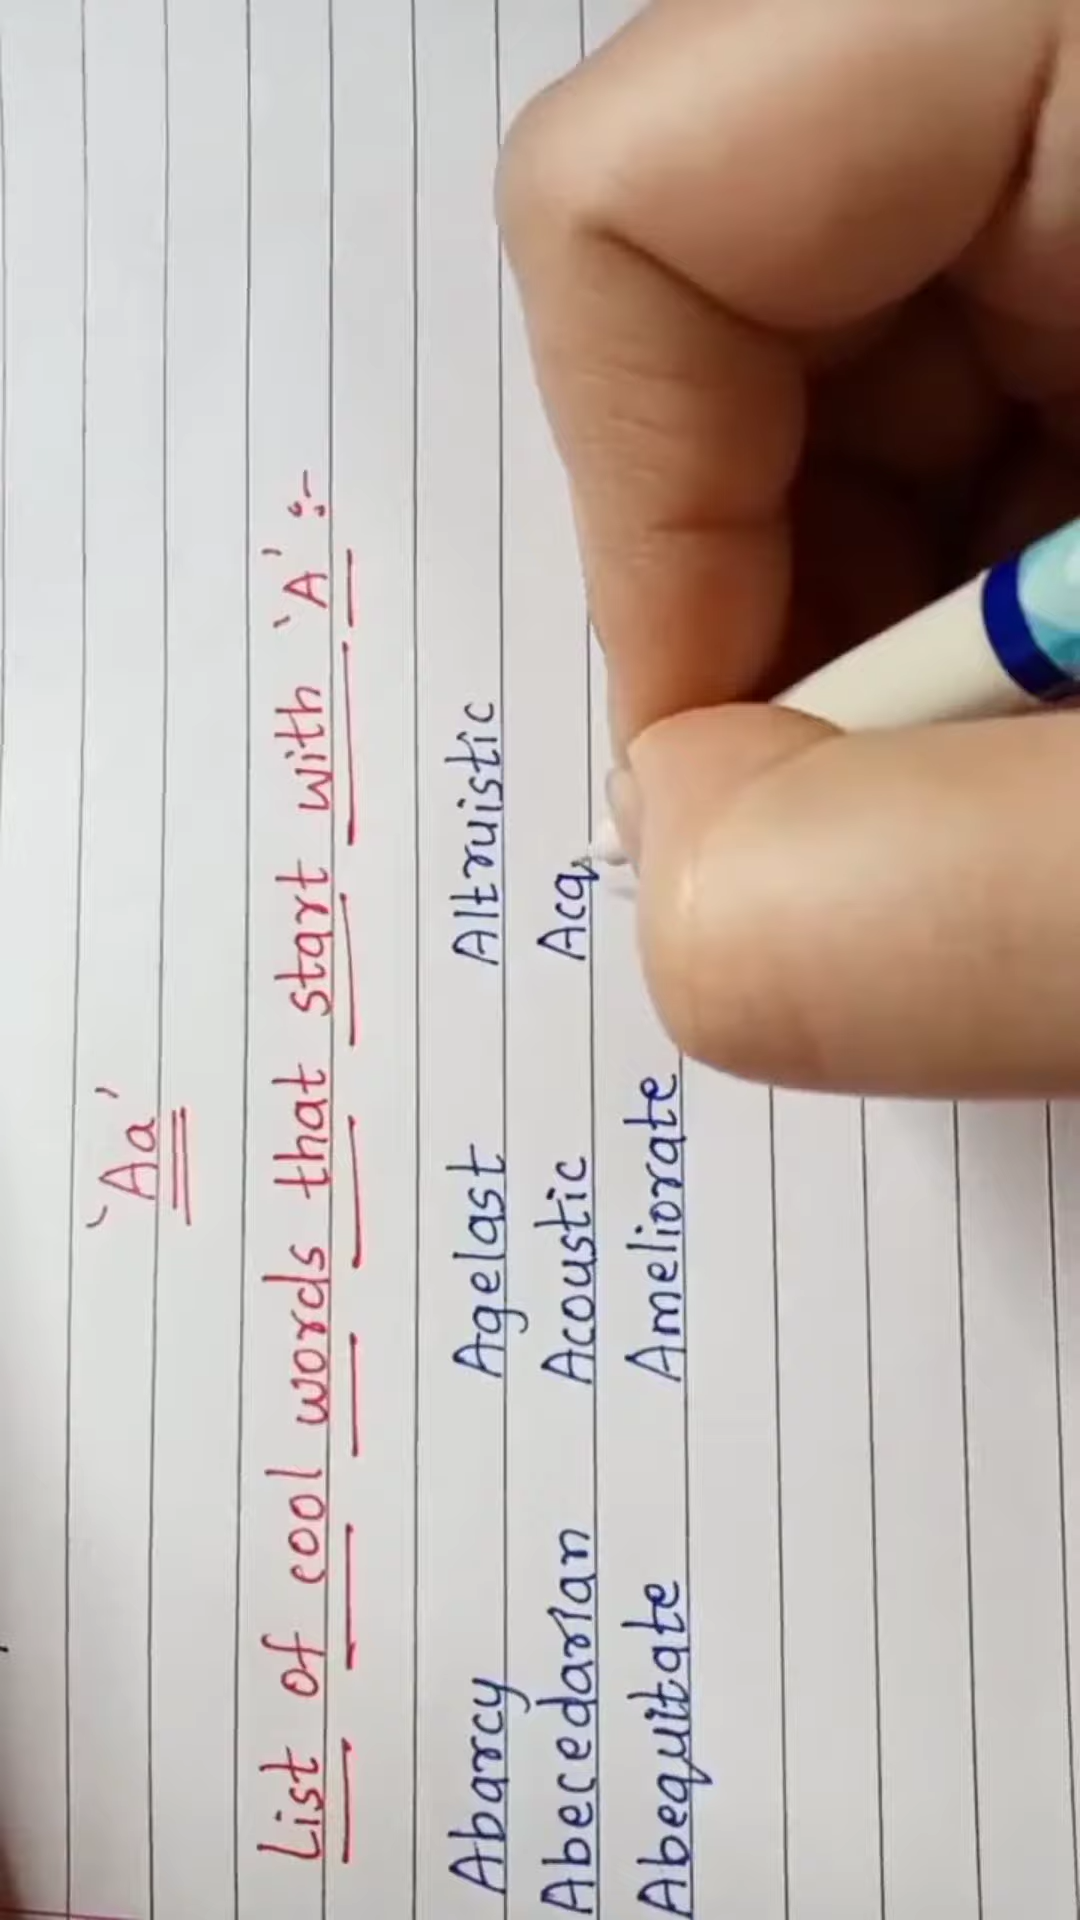 'Aa'
List of cool words that start with 'A' :-
Abarcy Agelast Altruistic
Abecedarian Acoustic Acq
Abequitate Ameliorate